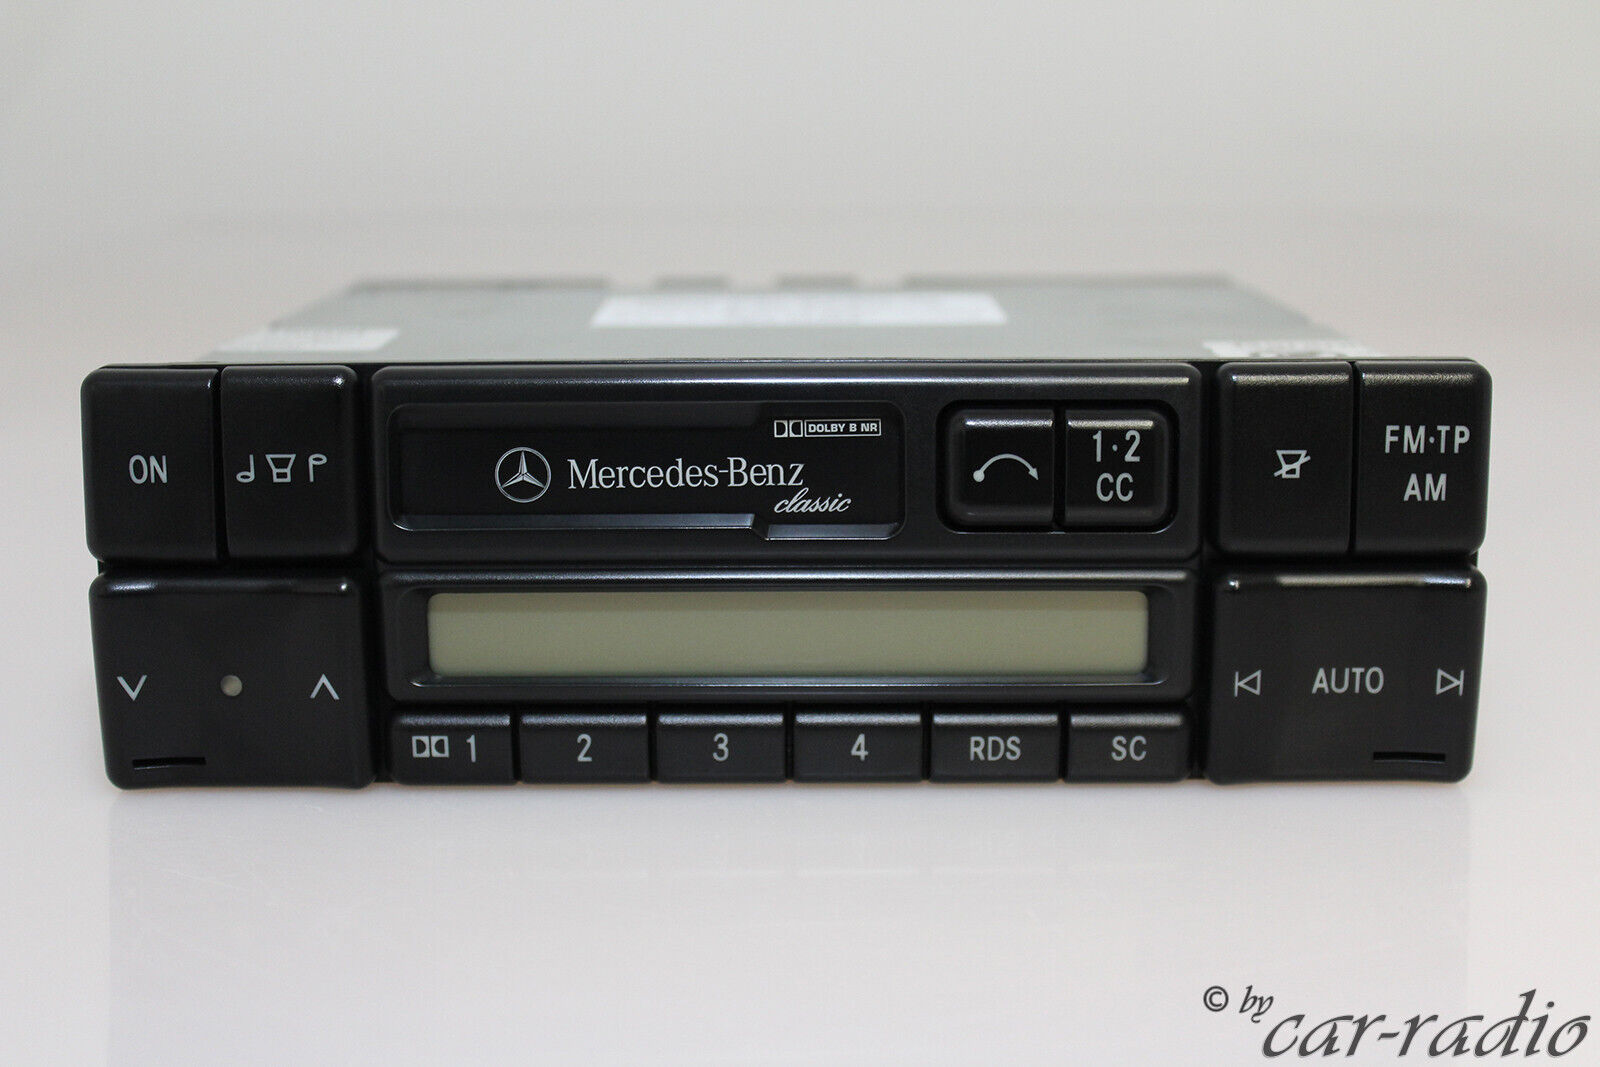 ON
DOLBY B NR
Mercedes-Benz
classic
1·2
CC
FM·TP
AM
AUTO
1
2
3
4
RDS
SC
© by
car-radio